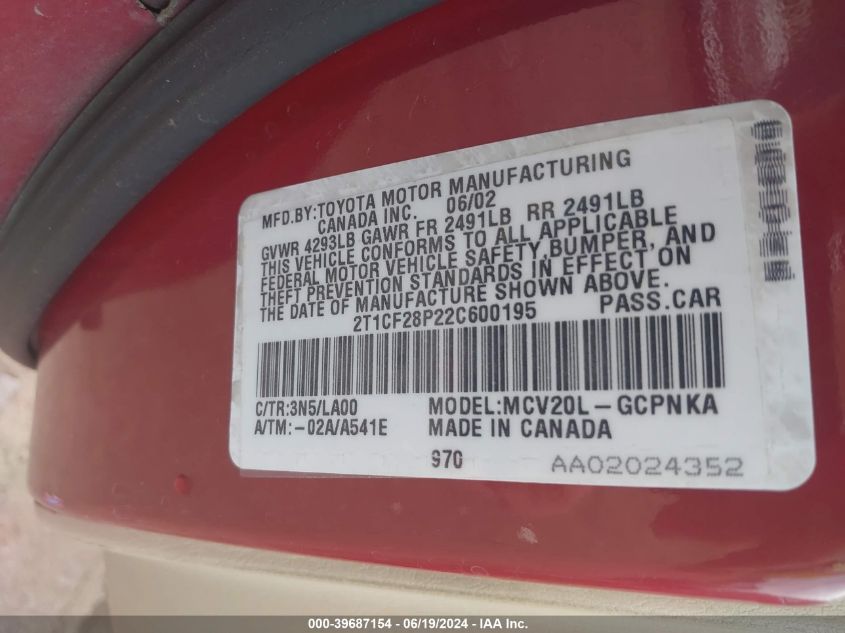 MFD.BY:TOYOTA MOTOR MANUFACTURING
CANADA INC. 06/02
GVWR 4293LB GAWR FR 2491LB RR 2491LB
THIS VEHICLE CONFORMS TO ALL APPLICABLE
FEDERAL MOTOR VEHICLE SAFETY,BUMPER, AND
THEFT PREVENTION STANDARDS IN EFFECT ON
THE DATE OF MANUFACTURE SHOWN ABOVE.
2T1CF28P22C600195 PASS.CAR
C/TR:3N5/LA00 MODEL:MCV20L-GCPNKA
A/TM:-02A/A541E MADE IN CANADA
970 AA02024352
000-39687154 - 06/19/2024 - IAA Inc.